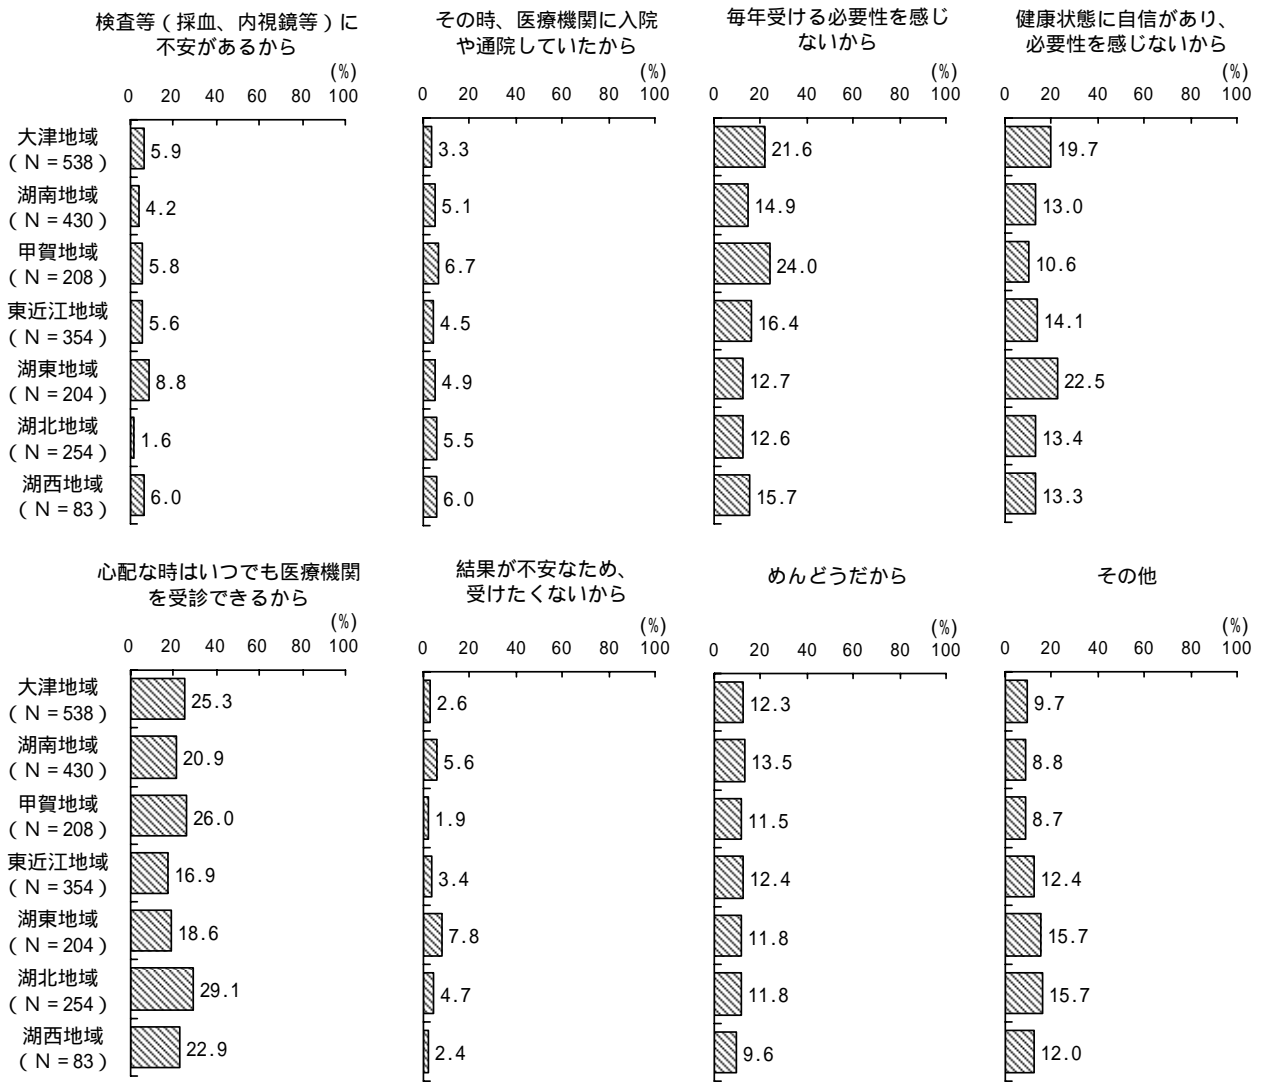 検査等(採血、内視鏡等)に
不安があるから
(%)
0 20 40 60 80 100
その時、医療機関に入院
や通院していたから
(%)
0 20 40 60 80 100
毎年受ける必要性を感じ
ないから
(%)
0 20 40 60 80 100
健康状態に自信があり、
必要性を感じないから
(%)
0 20 40 60 80 100
大津地域
(N=538)
5.9
3.3
21.6
19.7
湖南地域
(N=430)
4.2
5.1
14.9
13.0
甲賀地域
(N=208)
5.8
6.7
24.0
10.6
東近江地域
(N=354)
5.6
4.5
16.4
14.1
湖東地域
(N=204)
8.8
4.9
12.7
22.5
湖北地域
(N=254)
1.6
5.5
12.6
13.4
湖西地域
(N=83)
6.0
6.0
15.7
13.3
心配な時はいつでも医療機関
を受診できるから
(%)
0 20 40 60 80 100
結果が不安なため、
受けたくないから
(%)
0 20 40 60 80 100
めんどうだから
(%)
0 20 40 60 80 100
その他
(%)
0 20 40 60 80 100
大津地域
(N=538)
25.3
2.6
12.3
9.7
湖南地域
(N=430)
20.9
5.6
13.5
8.8
甲賀地域
(N=208)
26.0
1.9
11.5
8.7
東近江地域
(N=354)
16.9
3.4
12.4
12.4
湖東地域
(N=204)
18.6
7.8
11.8
15.7
湖北地域
(N=254)
29.1
4.7
11.8
15.7
湖西地域
(N=83)
22.9
2.4
9.6
12.0